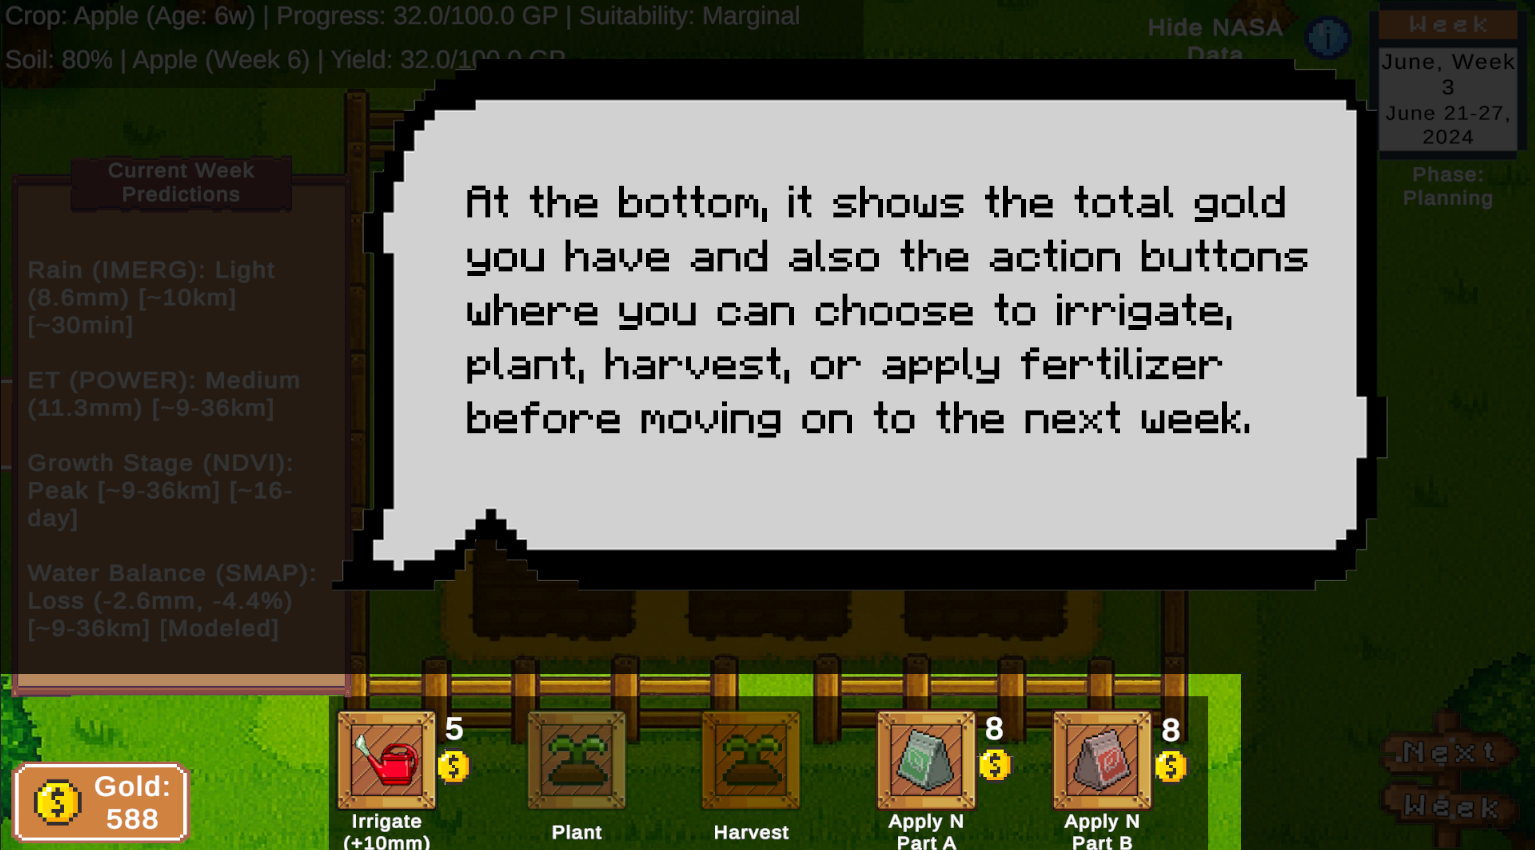 Crop: Apple (Age: 6w) | Progress: 32.0/100.0 GP | Suitability: Marginal
Soil: 80% | Apple (Week 6) | Yield: 32.0/100.0 GP
Hide NASA
Data
Week
June, Week
3
June 21-27,
2024
Phase:
Planning
Current Week
Predictions
Rain (IMERG): Light
(8.6mm) [~10km]
[~30min]
ET (POWER): Medium
(11.3mm) [~9-36km]
Growth Stage (NDVI):
Peak [~9-36km] [~16-
day]
Water Balance (SMAP):
Loss (-2.6mm, -4.4%)
[~9-36km] [Modeled]
At the bottom, it shows the total gold
you have and also the action buttons
where you can choose to irrigate,
plant, harvest, or apply fertilizer
before moving on to the next week.
Gold:
588
5
Irrigate
(+10mm)
Plant
Harvest
8
Apply N
Part A
8
Apply N
Part B
Next
Week